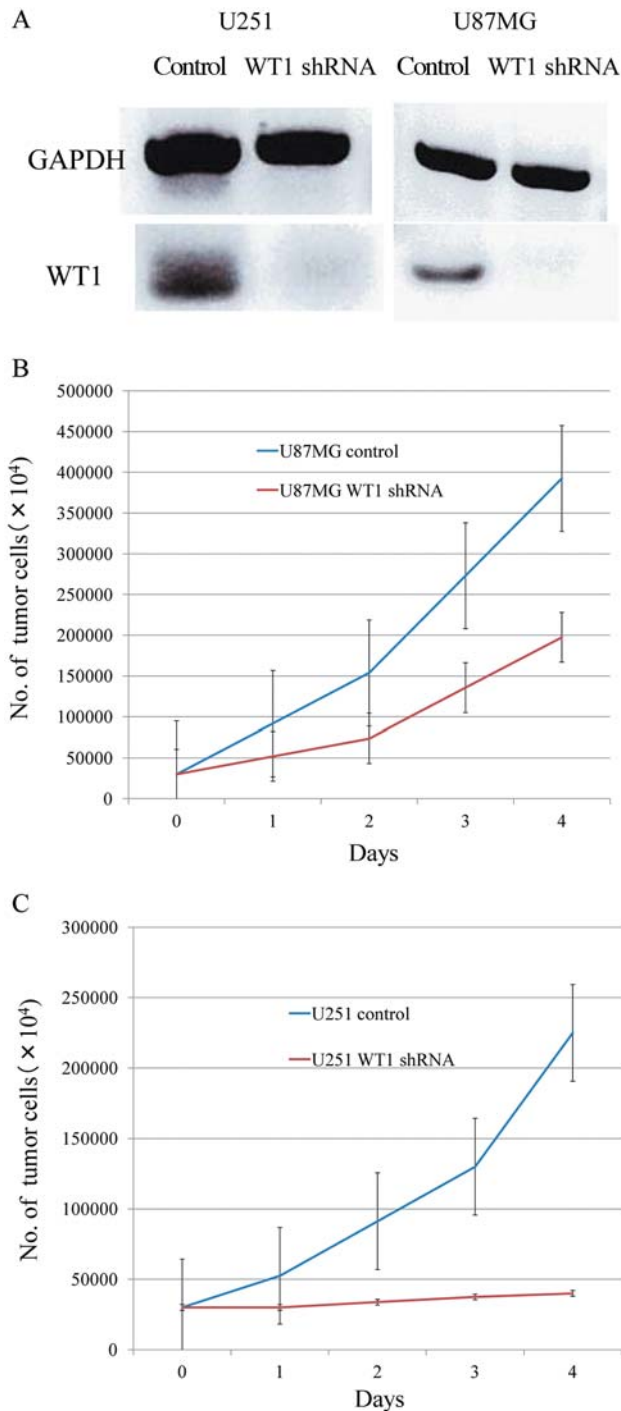 A
U251 U87MG
Control WT1 shRNA Control WT1 shRNA
GAPDH
WT1
B
500000
450000
400000
350000
300000
250000
200000
150000
100000
50000
0
No. of tumor cells( × 10⁴)
U87MG control
U87MG WT1 shRNA
0 1 2 3 4
Days
C
300000
250000
200000
150000
100000
50000
0
No. of tumor cells( × 10⁴)
U251 control
U251 WT1 shRNA
0 1 2 3 4
Days